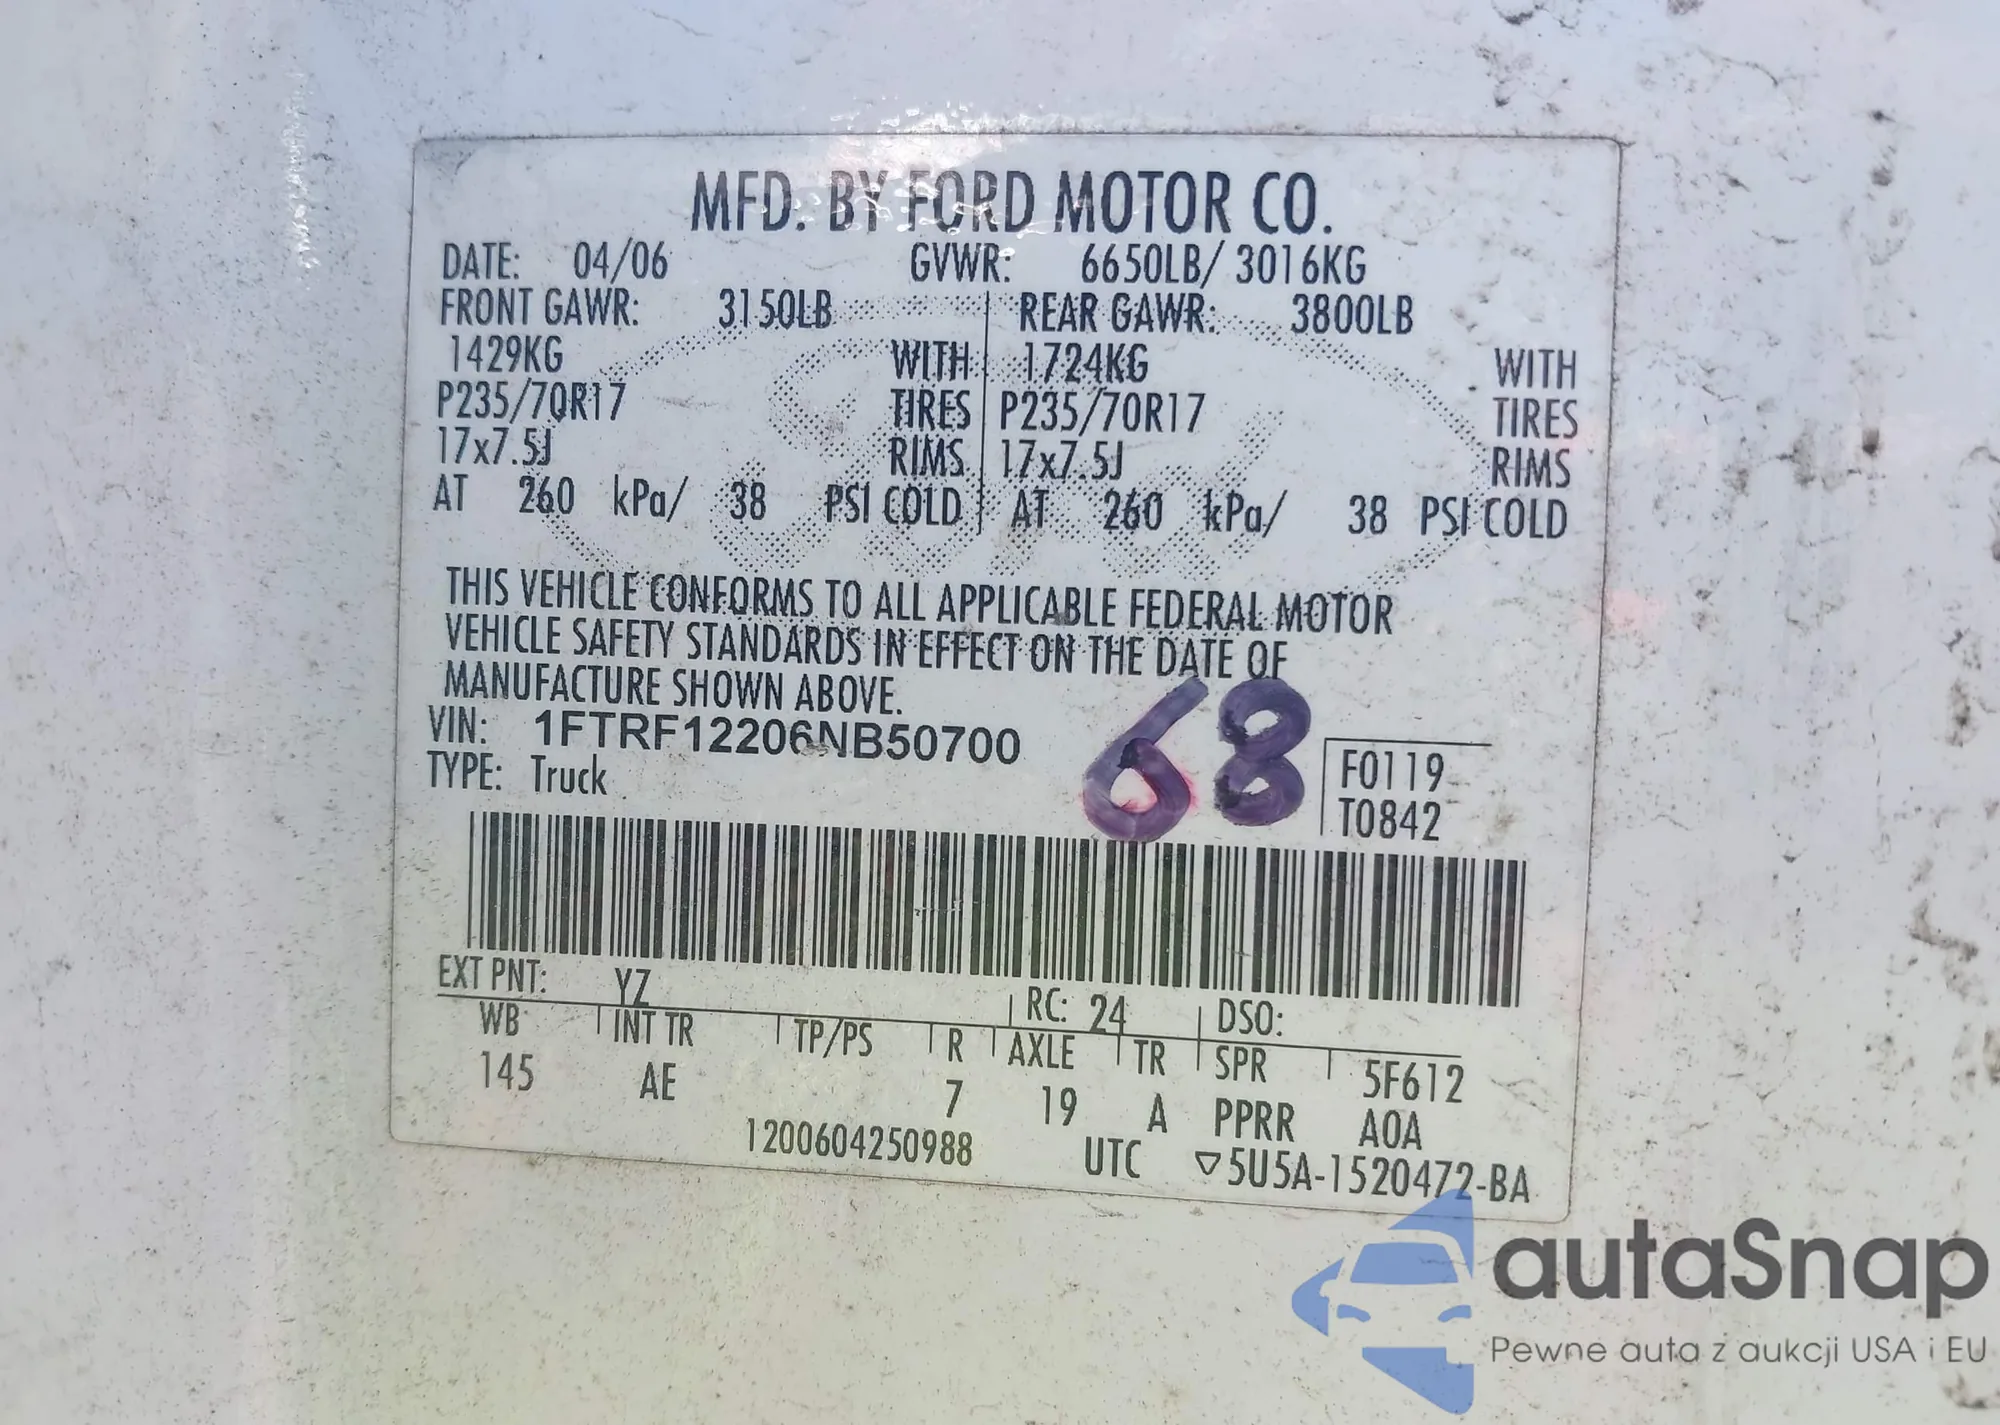 MFD. BY FORD MOTOR CO.
DATE: 04/06 GVWR: 6650LB/ 3016KG
FRONT GAWR: 3150LB REAR GAWR: 3800LB
1429KG WITH 1724KG WITH
P235/70R17 TIRES P235/70R17 TIRES
17x7.5J RIMS 17x7.5J RIMS
AT 260 kPa/ 38 PSI COLD AT 260 kPa/ 38 PSI COLD
THIS VEHICLE CONFORMS TO ALL APPLICABLE FEDERAL MOTOR
VEHICLE SAFETY STANDARDS IN EFFECT ON THE DATE OF
MANUFACTURE SHOWN ABOVE.
VIN: 1FTRF12206NB50700
68
F0119
TYPE: Truck
T0842
EXT PNT: YZ RC: 24 DSO:
WB INT TR TP/PS R AXLE TR SPR 5F612
145 AE 7 19 A PPRR A0A
1200604250988 UTC ▽5U5A-1520472-BA
autaSnap
Pewne auta z aukcji USA i EU